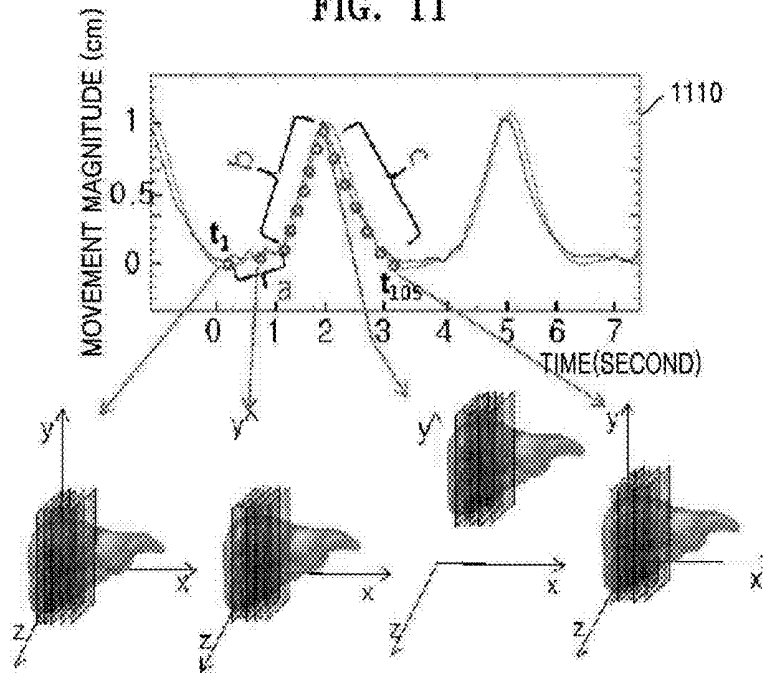 FIG. 11
MOVEMENT MAGNITUDE (cm)
1110
1
0.5
0
b
c
t1
a
t105
0 1 2 3 4 5 6 7
TIME(SECOND)
y
x
z
y
x
z
y
x
z
y
x
z